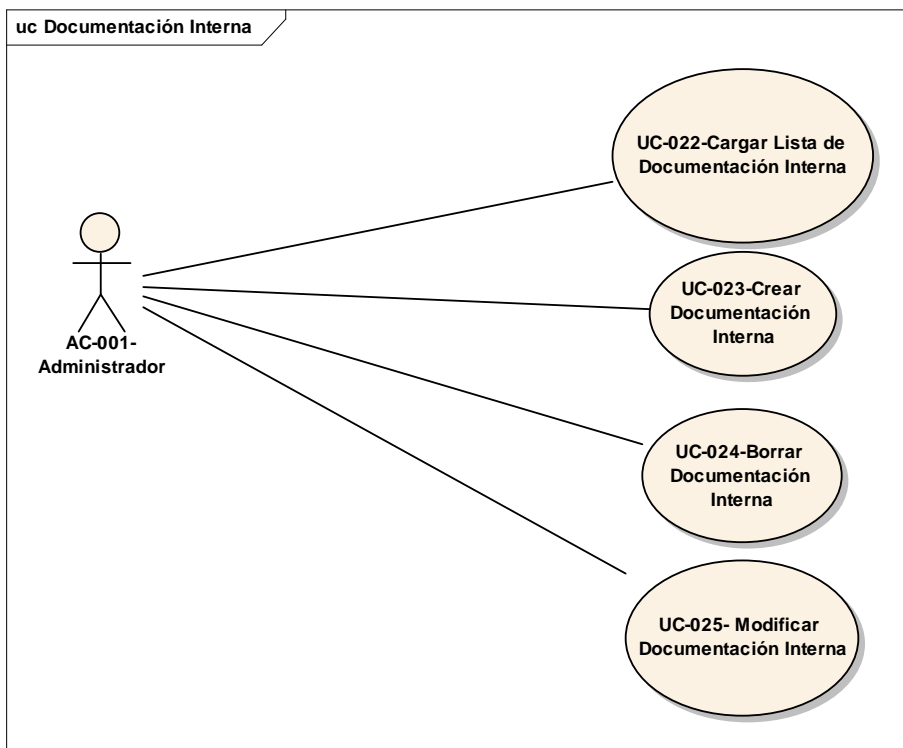 uc Documentación Interna
UC-022-Cargar Lista de
Documentación Interna
UC-023-Crear
Documentación
Interna
AC-001-
Administrador
UC-024-Borrar
Documentación
Interna
UC-025- Modificar
Documentación Interna